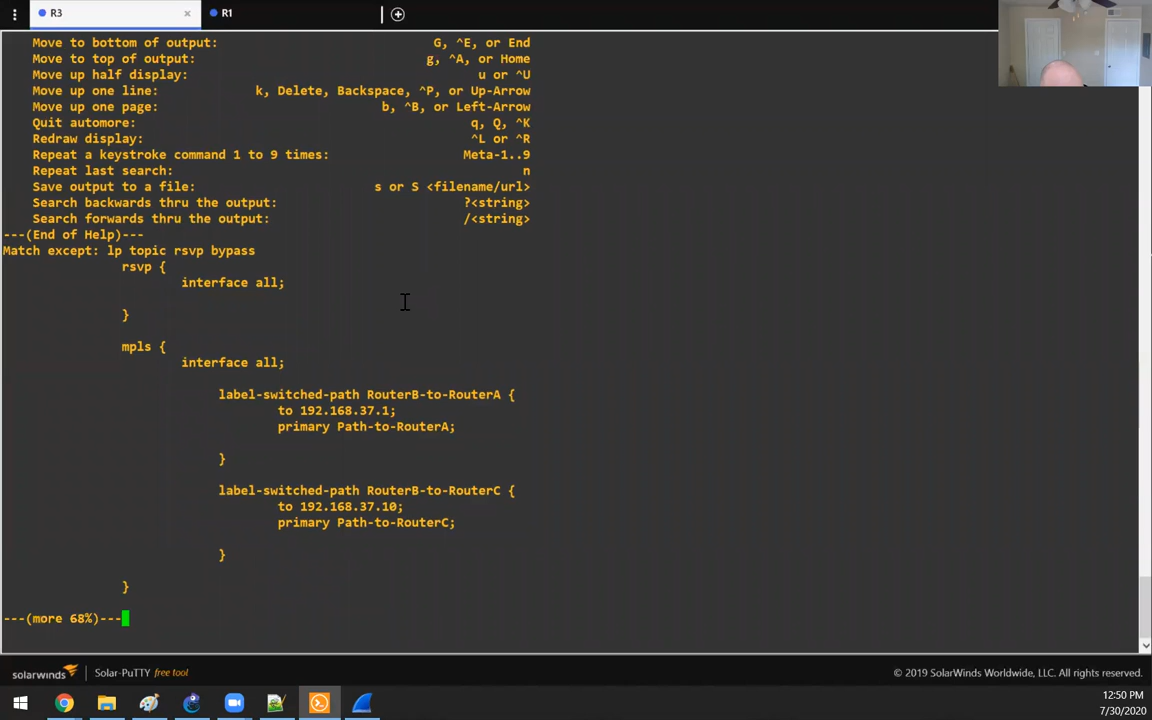 R3 ×
R1
Move to bottom of output: G, ^E, or End
Move to top of output: g, ^A, or Home
Move up half display: u or ^U
Move up one line: k, Delete, Backspace, ^P, or Up-Arrow
Move up one page: b, ^B, or Left-Arrow
Quit automore: q, Q, ^K
Redraw display: ^L or ^R
Repeat a keystroke command 1 to 9 times: Meta-1..9
Repeat last search: n
Save output to a file: s or S <filename/url>
Search backwards thru the output: ?<string>
Search forwards thru the output: /<string>
---(End of Help)---
Match except: lp topic rsvp bypass
rsvp {
interface all;
}
mpls {
interface all;
label-switched-path RouterB-to-RouterA {
to 192.168.37.1;
primary Path-to-RouterA;
}
label-switched-path RouterB-to-RouterC {
to 192.168.37.10;
primary Path-to-RouterC;
}
}
---(more 68%)---
solarwinds Solar-PuTTY free tool © 2019 SolarWinds Worldwide, LLC. All rights reserved.
12:50 PM
7/30/2020